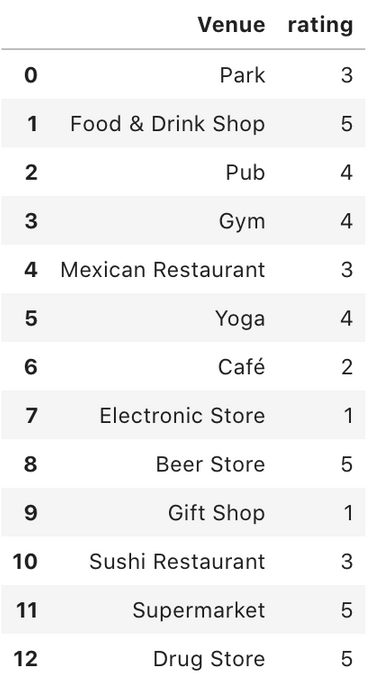 Venue rating
0 Park 3
1 Food & Drink Shop 5
2 Pub 4
3 Gym 4
4 Mexican Restaurant 3
5 Yoga 4
6 Café 2
7 Electronic Store 1
8 Beer Store 5
9 Gift Shop 1
10 Sushi Restaurant 3
11 Supermarket 5
12 Drug Store 5